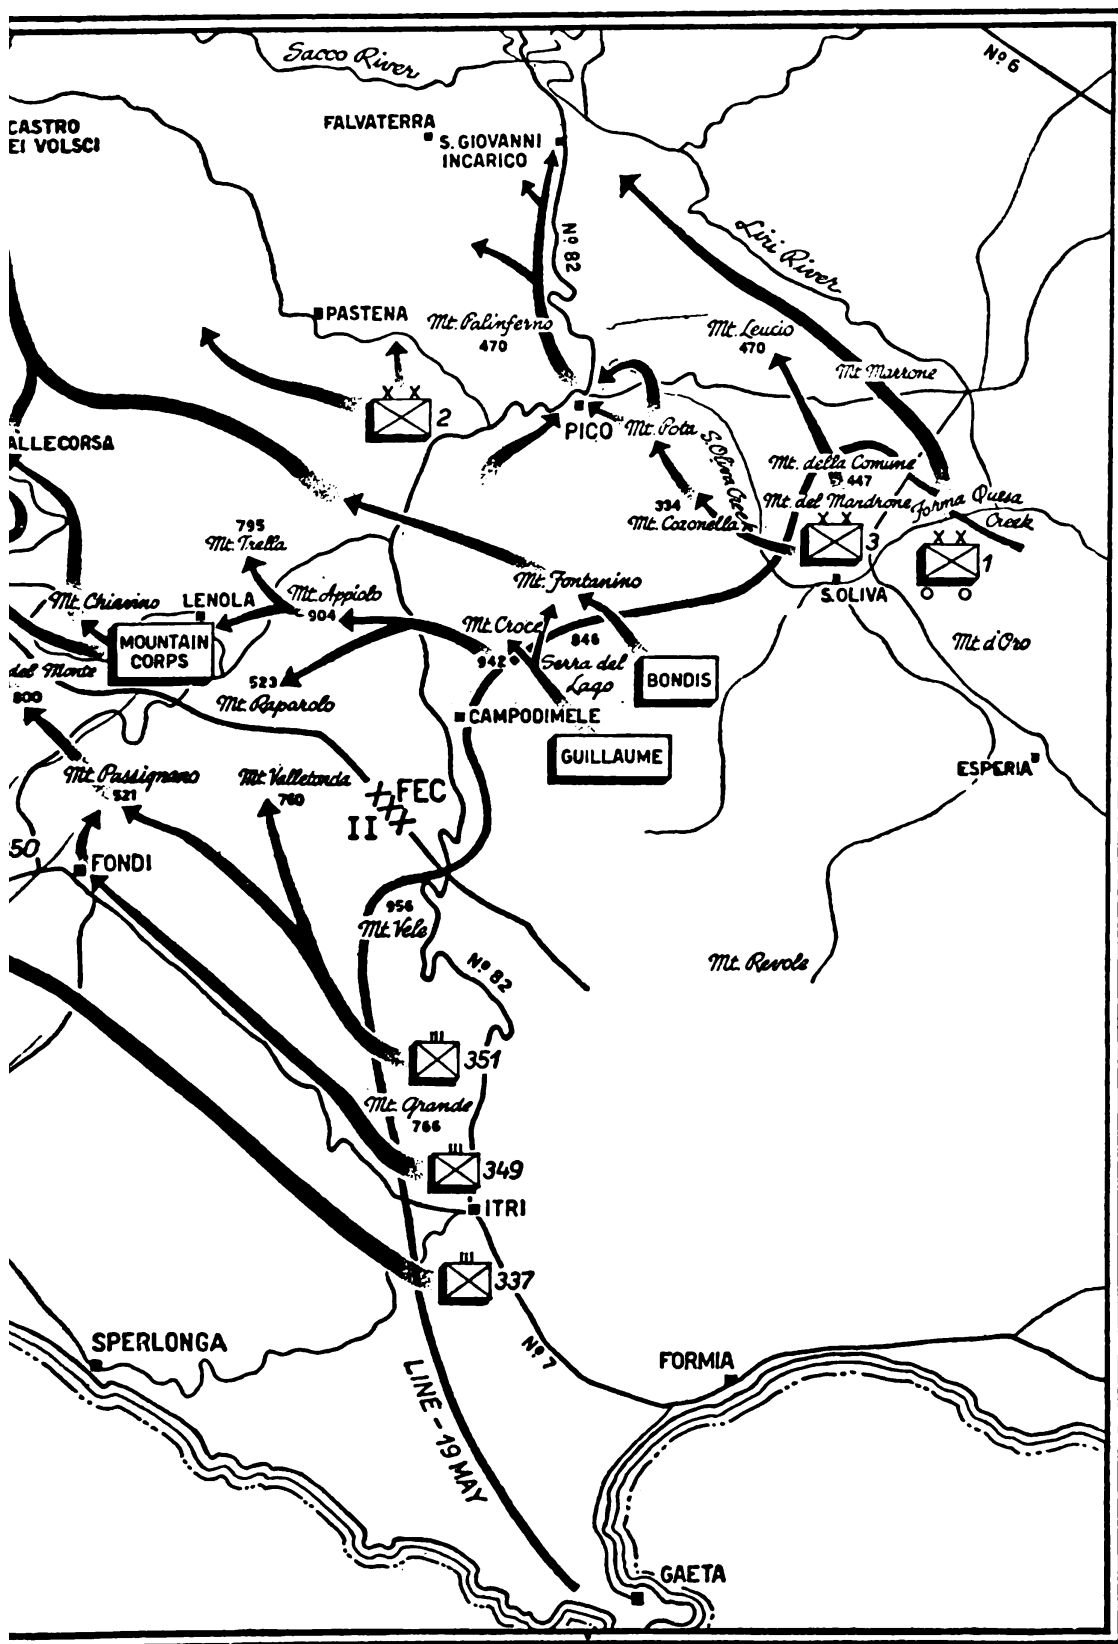 Sacco River
Nº 6
CASTRO
EI VOLSCI
FALVATERRA
S. GIOVANNI
INCARICO
Nº 82
Liri River
PASTENA
Mt. Palinferno
470
Mt. Leucio
470
Mt Marrone
2
PICO
Mt. Pota
S. Oliva Creek
ALLECORSA
Mt. della Comune
447
334
Mt. Coronella
Mt. del Mardrone
Forma Quesa
Creek
3
1
795
Mt. Trella
S. OLIVA
Mt. Fontanino
Mt. Chiavino
LENOLA
Mt. Appiolo
904
Mt. Croce
846
942
Serra del
Lago
Mt d'Oro
MOUNTAIN
CORPS
del Monte
800
523
Mt. Raparolo
BONDIS
CAMPODIMELE
GUILLAUME
ESPERIA
Mt. Passignano
521
Mt. Valletonda
760
FEC
II
50
FONDI
956
Mt. Vele
Nº 82
Mt. Revole
351
Mt. Grande
766
349
ITRI
337
SPERLONGA
Nº 7
FORMIA
LINE - 19 MAY
GAETA